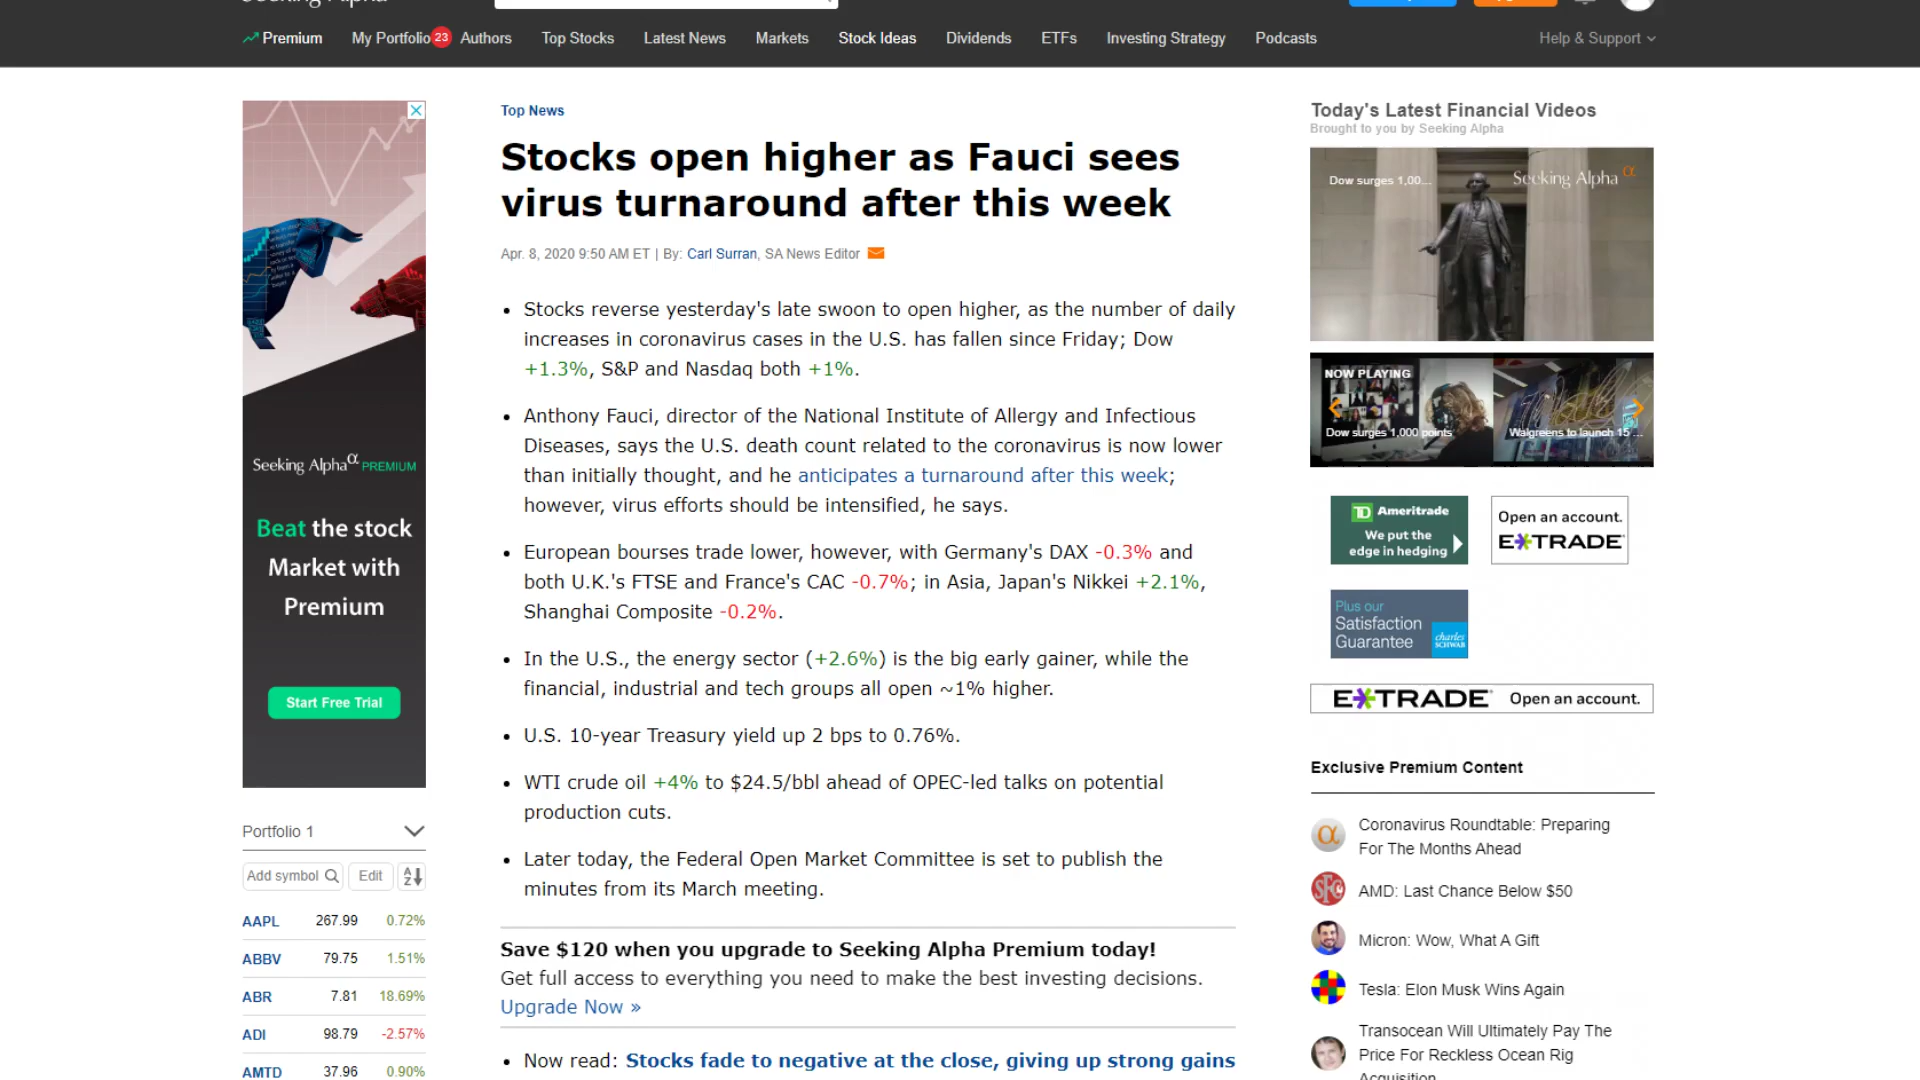 Premium My Portfolio 23 Authors Top Stocks Latest News Markets Stock Ideas Dividends ETFs Investing Strategy Podcasts Help & Support
Beat the stock
Market with
Premium
Seeking Alpha α PREMIUM
Start Free Trial
Portfolio 1
Add symbol Edit
AAPL 267.99 0.72%
ABBV 79.75 1.51%
ABR 7.81 18.69%
ADI 98.79 -2.57%
AMTD 37.96 0.90%
Top News
Stocks open higher as Fauci sees
virus turnaround after this week
Apr. 8, 2020 9:50 AM ET | By: Carl Surran, SA News Editor
• Stocks reverse yesterday's late swoon to open higher, as the number of daily
increases in coronavirus cases in the U.S. has fallen since Friday; Dow
+1.3%, S&P and Nasdaq both +1%.
• Anthony Fauci, director of the National Institute of Allergy and Infectious
Diseases, says the U.S. death count related to the coronavirus is now lower
than initially thought, and he anticipates a turnaround after this week;
however, virus efforts should be intensified, he says.
• European bourses trade lower, however, with Germany's DAX -0.3% and
both U.K.'s FTSE and France's CAC -0.7%; in Asia, Japan's Nikkei +2.1%,
Shanghai Composite -0.2%.
• In the U.S., the energy sector (+2.6%) is the big early gainer, while the
financial, industrial and tech groups all open ~1% higher.
• U.S. 10-year Treasury yield up 2 bps to 0.76%.
• WTI crude oil +4% to $24.5/bbl ahead of OPEC-led talks on potential
production cuts.
• Later today, the Federal Open Market Committee is set to publish the
minutes from its March meeting.
Save $120 when you upgrade to Seeking Alpha Premium today!
Get full access to everything you need to make the best investing decisions.
Upgrade Now »
• Now read: Stocks fade to negative at the close, giving up strong gains
Today's Latest Financial Videos
Brought to you by Seeking Alpha
Dow surges 1,00...
Seeking Alpha α
NOW PLAYING
Dow surges 1,000 points
Walgreens to launch 15 ...
TD Ameritrade
We put the
edge in hedging
Open an account.
E*TRADE
Plus our
Satisfaction
Guarantee
charles
SCHWAB
E*TRADE Open an account.
Exclusive Premium Content
Coronavirus Roundtable: Preparing
For The Months Ahead
AMD: Last Chance Below $50
Micron: Wow, What A Gift
Tesla: Elon Musk Wins Again
Transocean Will Ultimately Pay The
Price For Reckless Ocean Rig
Acquisition